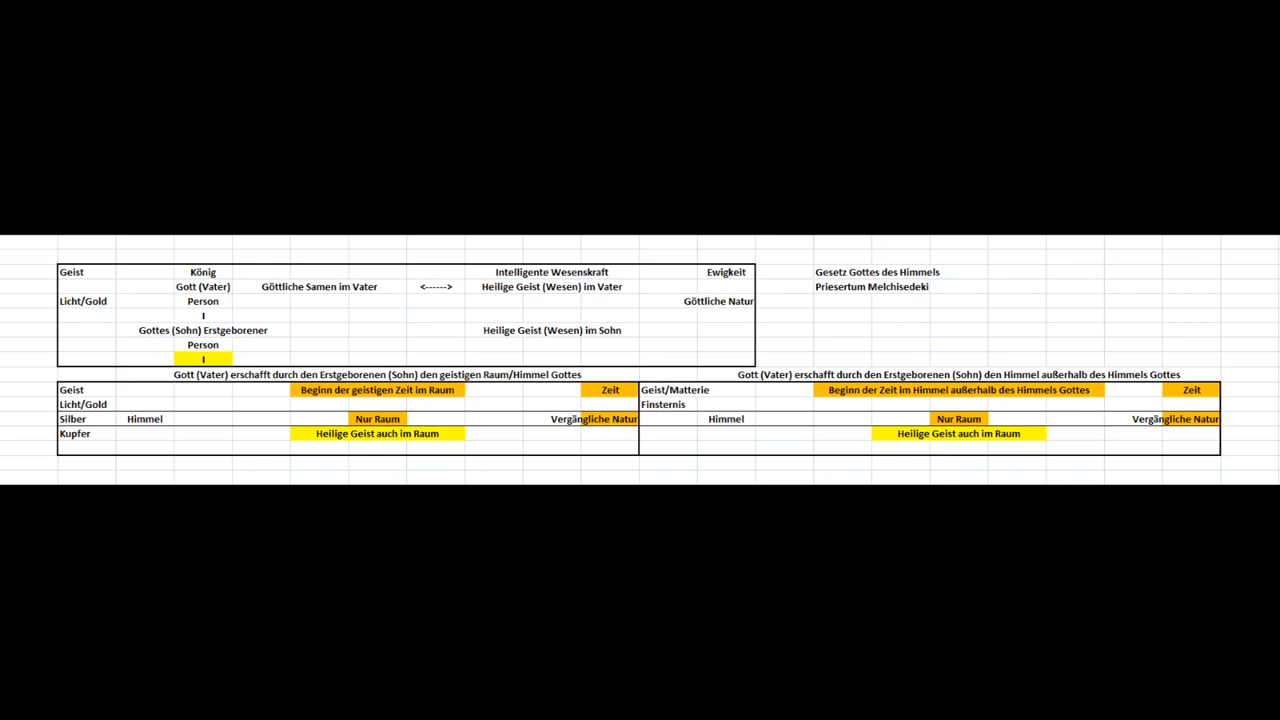 Geist König Intelligente Wesenskraft Ewigkeit Gesetz Gottes des Himmels
Gott (Vater) Göttliche Samen im Vater <------> Heilige Geist (Wesen) im Vater Priesertum Melchisedeki
Licht/Gold Person Göttliche Natur
I
Gottes (Sohn) Erstgeborener Heilige Geist (Wesen) im Sohn
Person
I
Gott (Vater) erschafft durch den Erstgeborenen (Sohn) den geistigen Raum/Himmel Gottes Gott (Vater) erschafft durch den Erstgeborenen (Sohn) den Himmel außerhalb des Himmels Gottes
Geist Beginn der geistigen Zeit im Raum Zeit Geist/Matterie Beginn der Zeit im Himmel außerhalb des Himmels Gottes Zeit
Licht/Gold Finsternis
Silber Himmel Nur Raum Vergängliche Natur Himmel Nur Raum Vergängliche Natur
Kupfer Heilige Geist auch im Raum Heilige Geist auch im Raum